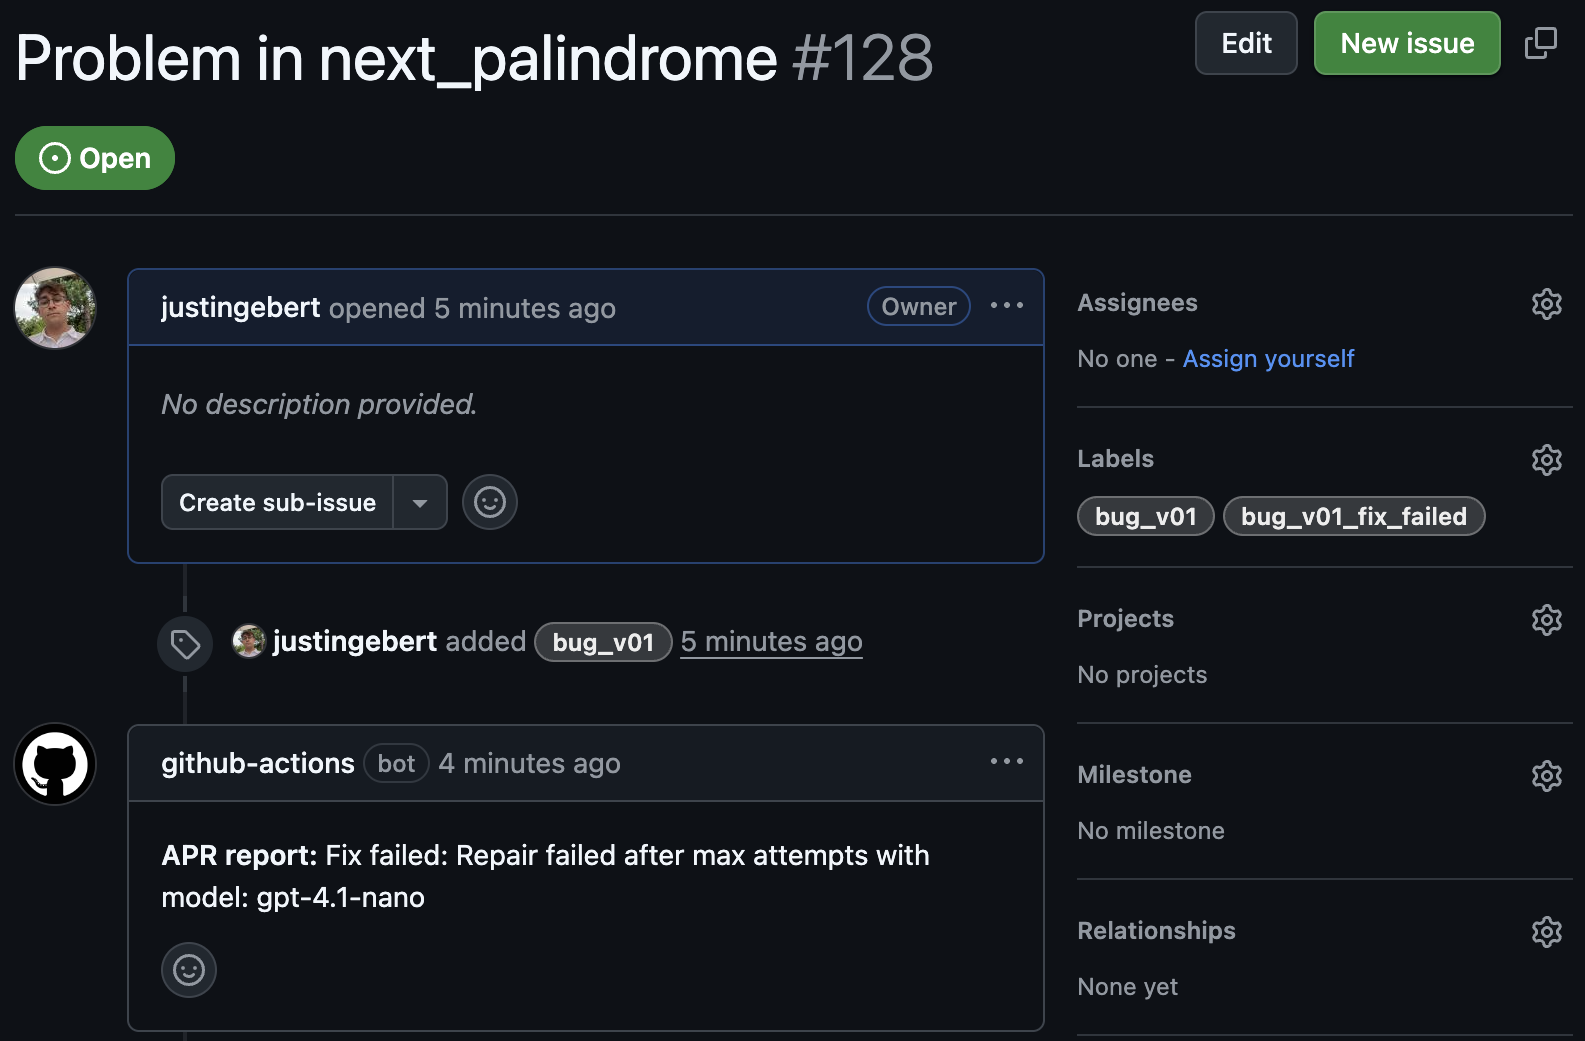 Problem in next_palindrome #128
Edit
New issue
Open
justingebert opened 5 minutes ago
Owner
No description provided.
Create sub-issue
justingebert added bug_v01 5 minutes ago
github-actions bot 4 minutes ago
APR report: Fix failed: Repair failed after max attempts with
model: gpt-4.1-nano
Assignees
No one - Assign yourself
Labels
bug_v01 bug_v01_fix_failed
Projects
No projects
Milestone
No milestone
Relationships
None yet